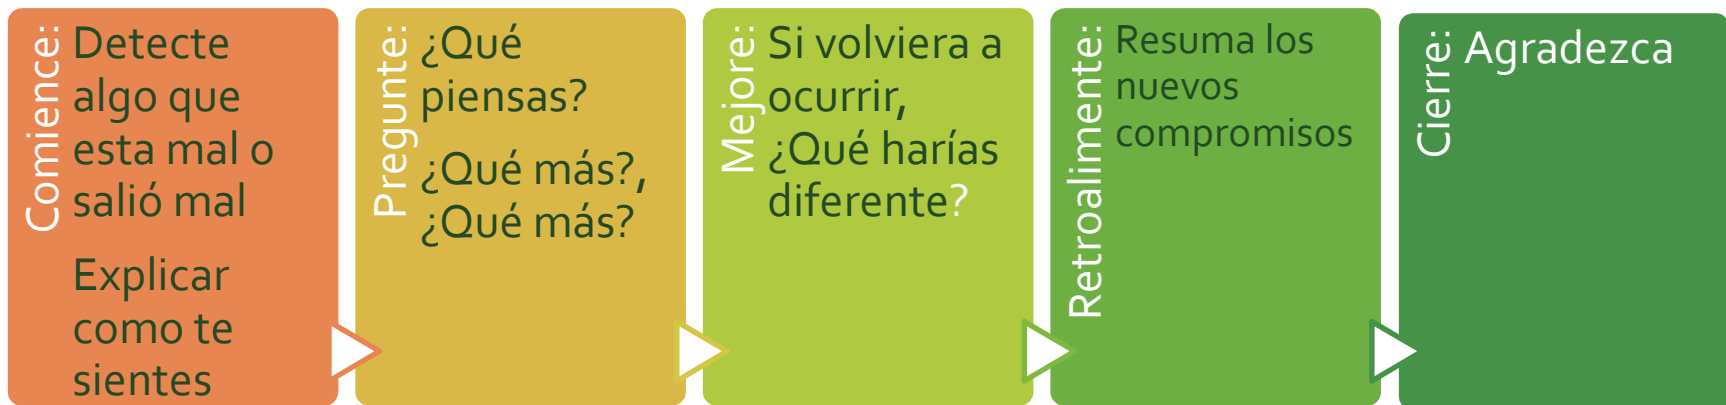 Comience:
Detecte
algo que
esta mal o
salió mal
Explicar
como te
sientes
Pregunte:
¿Qué
piensas?
¿Qué más?,
¿Qué más?
Mejore:
Si volviera a
ocurrir,
¿Qué harías
diferente?
Retroalimente:
Resuma los
nuevos
compromisos
Cierre:
Agradezca